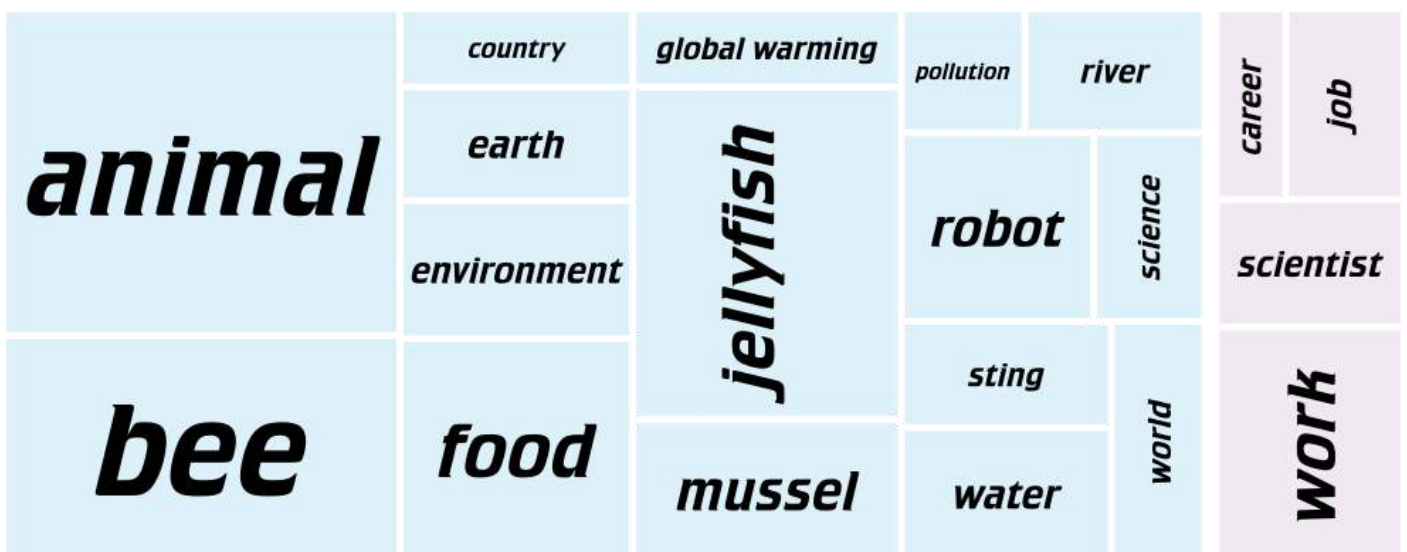 animal
bee
country
earth
environment
food
global warming
jellyfish
mussel
pollution
river
robot
science
sting
water
world
career
job
scientist
work